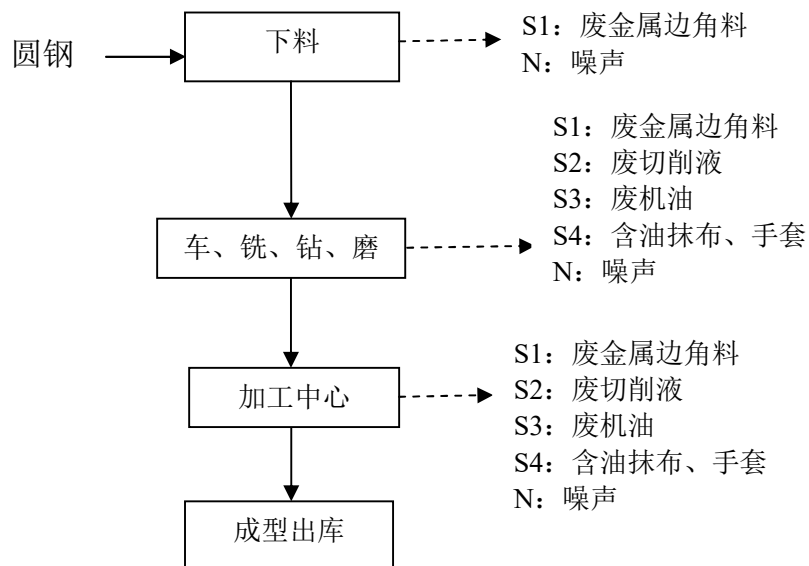 圆钢
下料
S1：废金属边角料
N：噪声
车、铣、钻、磨
S1：废金属边角料
S2：废切削液
S3：废机油
S4：含油抹布、手套
N：噪声
加工中心
S1：废金属边角料
S2：废切削液
S3：废机油
S4：含油抹布、手套
N：噪声
成型出库